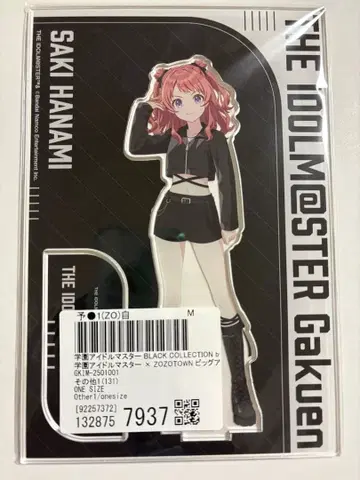 THE IDOLM@STER Gakuen
SAKI HANAMI
THE IDOLM@STER™& ©Bandai Namco Entertainment Inc.
THE IDOL
予●1(ZO)自 M
学園アイドルマスター BLACK COLLECTION b
学園アイドルマスター × ZOZOTOWN ビッグア
GKIM-2501001
その他1(131)
ONE SIZE
Other1/onesize
[92257372]
132875 7937